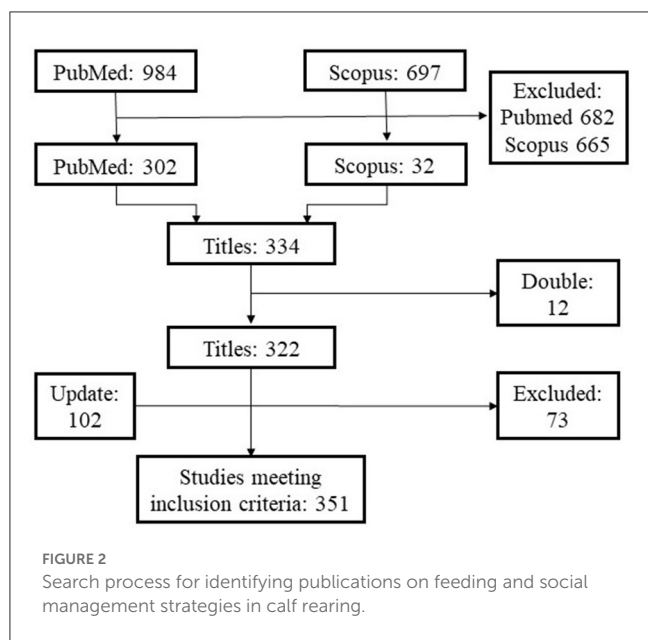 PubMed: 984
Scopus: 697
Excluded:
Pubmed 682
Scopus 665
PubMed: 302
Scopus: 32
Titles: 334
Double:
12
Titles: 322
Update:
102
Excluded:
73
Studies meeting
inclusion criteria: 351
FIGURE 2
Search process for identifying publications on feeding and social
management strategies in calf rearing.